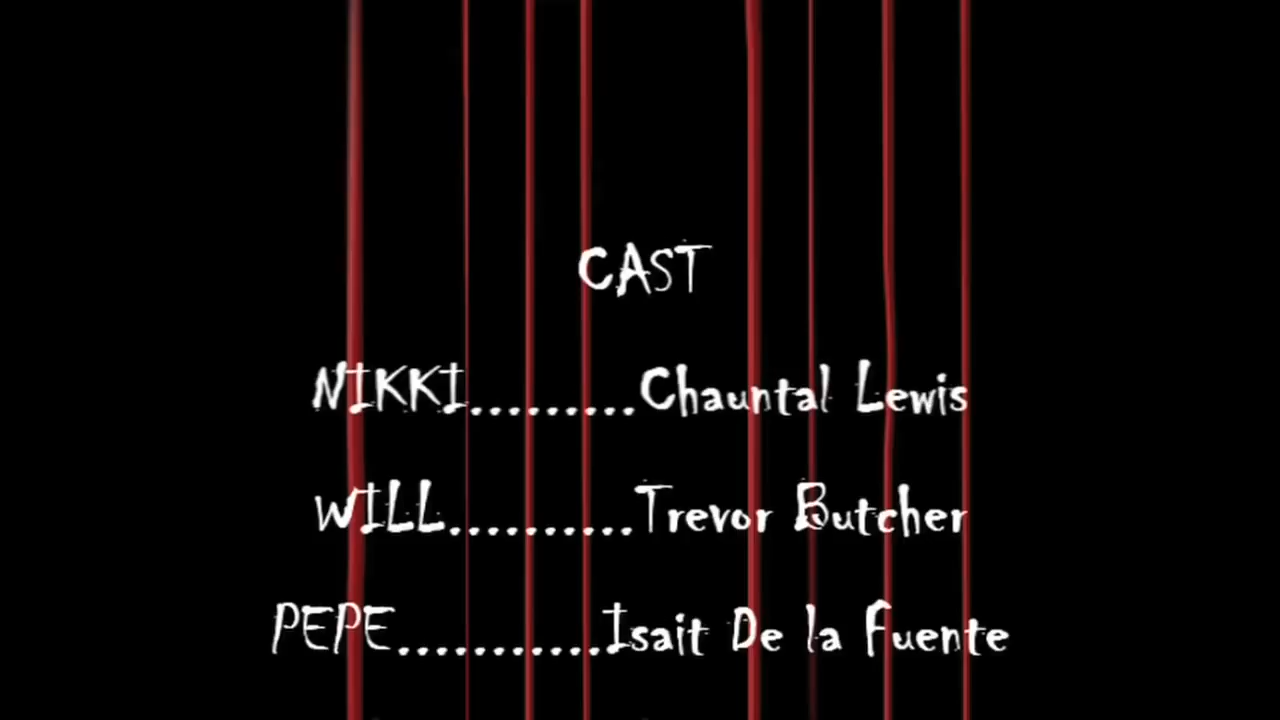 CAST
NIKKI.........Chauntal Lewis
WILL..........Trevor Butcher
PEPE...........Isait De la Fuente